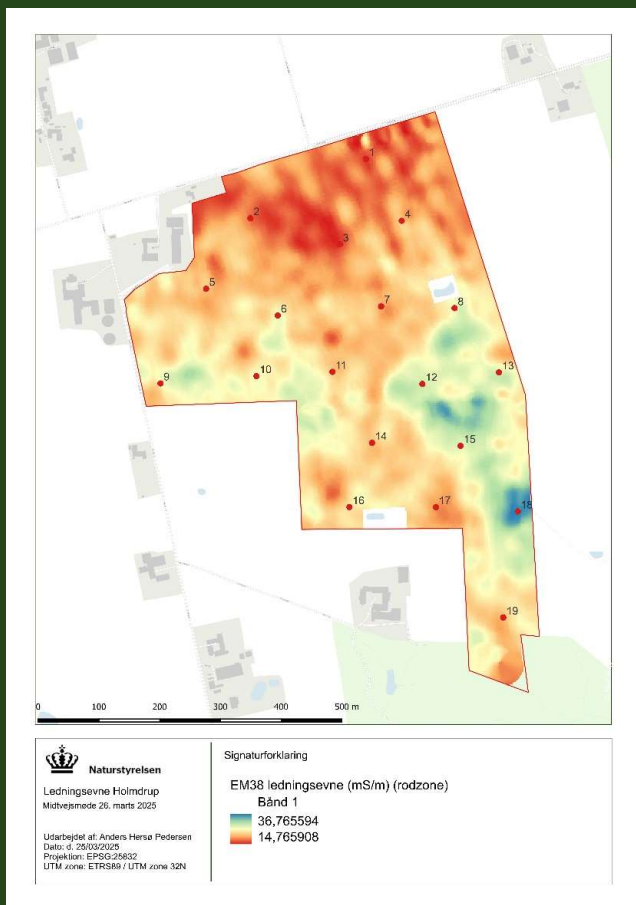 1
2
3
4
5
6
7
8
9
10
11
12
13
14
15
16
17
18
19
0 100 200 300 400 500 m
Naturstyrelsen
Ledningsevne Holmdrup
Midtvejsmøde 26. marts 2025
Udarbejdet af: Anders Hersø Pedersen
Dato: d. 25/03/2025
Projektion: EPSG:25832
UTM zone: ETRS89 / UTM zone 32N
Signaturforklaring
EM38 ledningsevne (mS/m) (rodzone)
Bånd 1
36,765594
14,765908